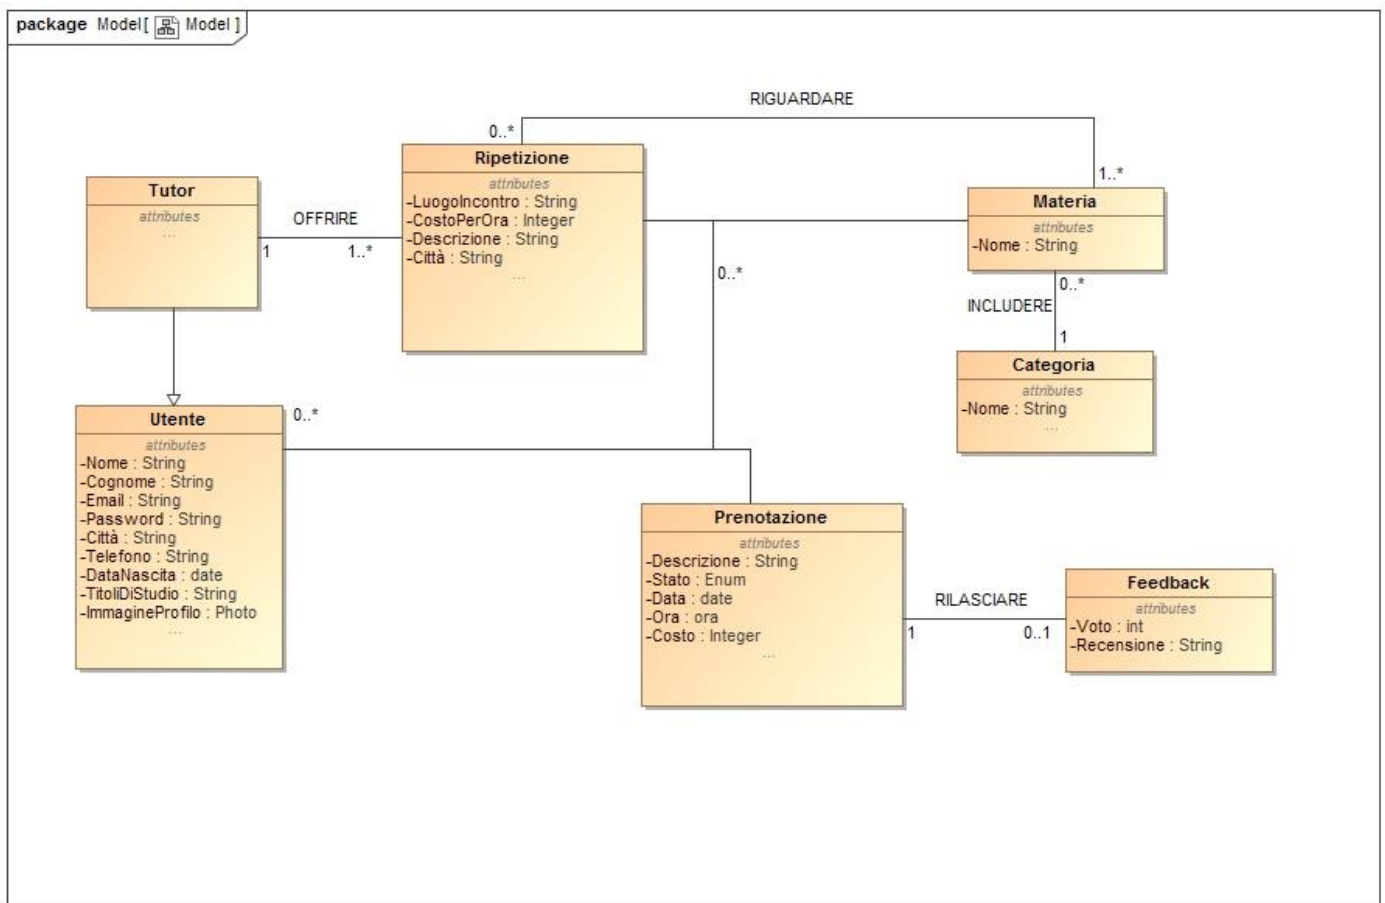 package Model[ Model ]
RIGUARDARE
0..*
1..*
Ripetizione
attributes
-LuogoIncontro : String
-CostoPerOra : Integer
-Descrizione : String
-Città : String
...
Tutor
attributes
...
OFFRIRE
1
1..*
Materia
attributes
-Nome : String
0..*
0..*
INCLUDERE
1
Categoria
attributes
-Nome : String
...
Utente
attributes
-Nome : String
-Cognome : String
-Email : String
-Password : String
-Città : String
-Telefono : String
-DataNascita : date
-TitoliDiStudio : String
-ImmagineProfilo : Photo
...
0..*
Prenotazione
attributes
-Descrizione : String
-Stato : Enum
-Data : date
-Ora : ora
-Costo : Integer
...
RILASCIARE
1
0..1
Feedback
attributes
-Voto : int
-Recensione : String